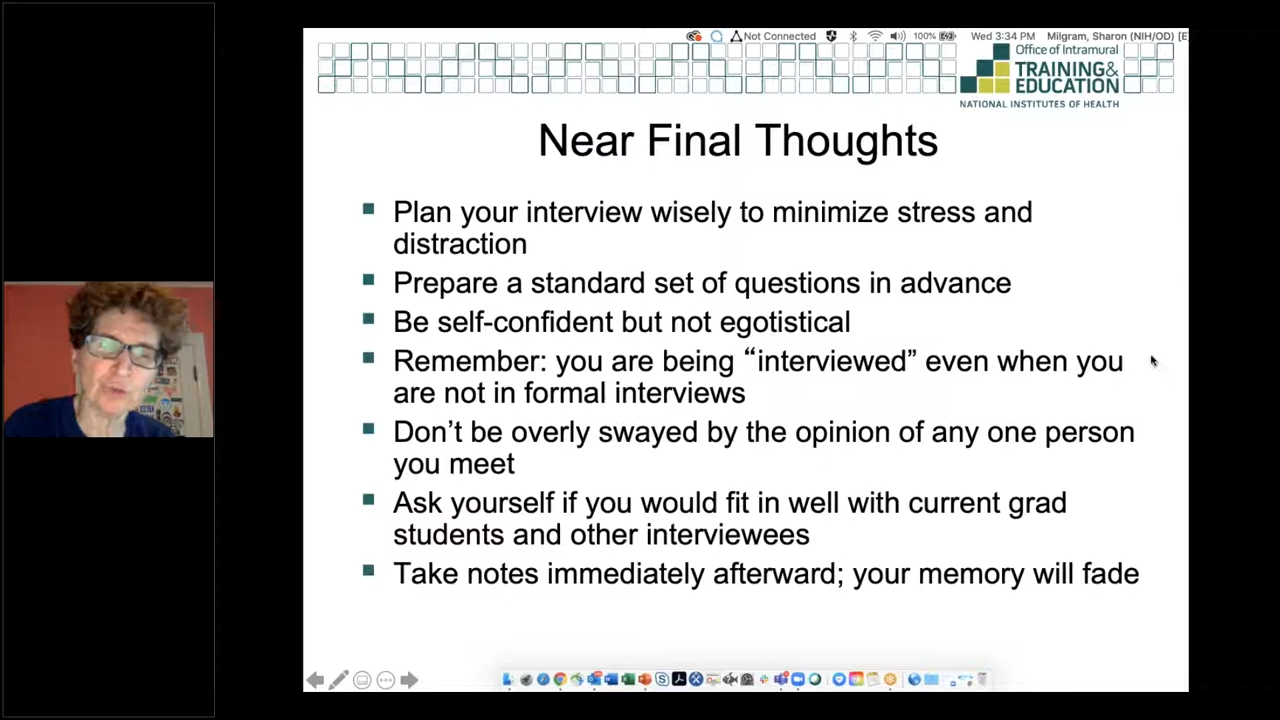 Not Connected 100% Wed 3:34 PM Milgram, Sharon (NIH/OD) [E
Office of Intramural
TRAINING&
EDUCATION
NATIONAL INSTITUTES OF HEALTH
Near Final Thoughts
Plan your interview wisely to minimize stress and
distraction
Prepare a standard set of questions in advance
Be self-confident but not egotistical
Remember: you are being “interviewed” even when you
are not in formal interviews
Don’t be overly swayed by the opinion of any one person
you meet
Ask yourself if you would fit in well with current grad
students and other interviewees
Take notes immediately afterward; your memory will fade